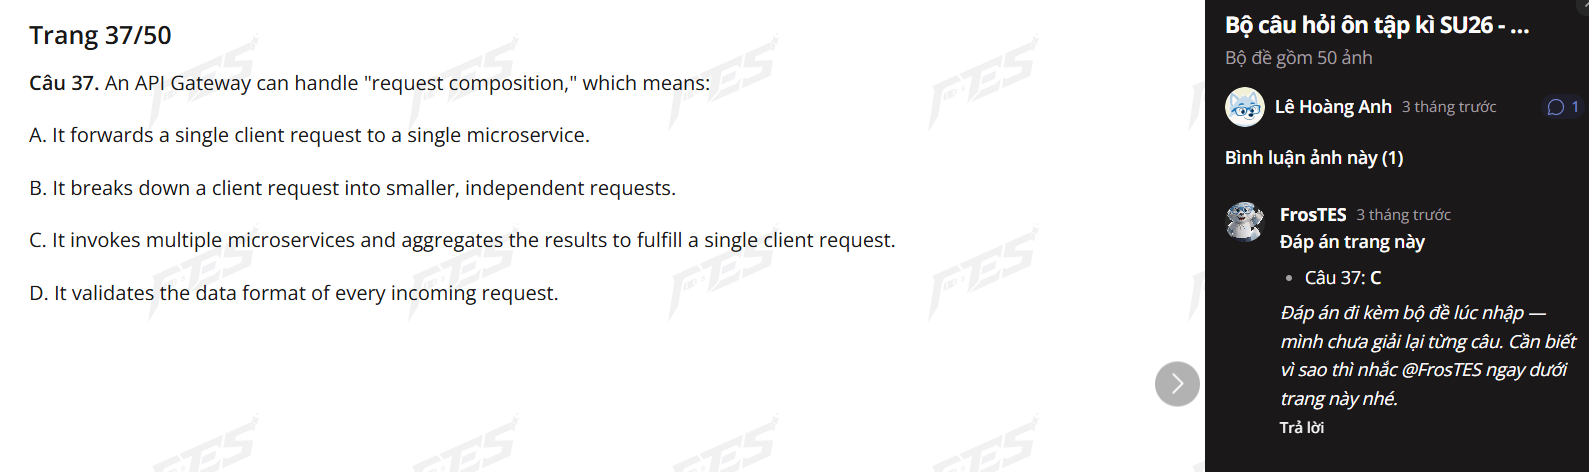 Trang 37/50
Câu 37. An API Gateway can handle "request composition," which means:
A. It forwards a single client request to a single microservice.
B. It breaks down a client request into smaller, independent requests.
C. It invokes multiple microservices and aggregates the results to fulfill a single client request.
D. It validates the data format of every incoming request.
Bộ câu hỏi ôn tập kì SU26 - ...
Bộ đề gồm 50 ảnh
Lê Hoàng Anh 3 tháng trước 1
Bình luận ảnh này (1)
FrosTES 3 tháng trước
Đáp án trang này
• Câu 37: C
Đáp án đi kèm bộ đề lúc nhập —
mình chưa giải lại từng câu. Cần biết
vì sao thì nhắc @FrosTES ngay dưới
trang này nhé.
Trả lời